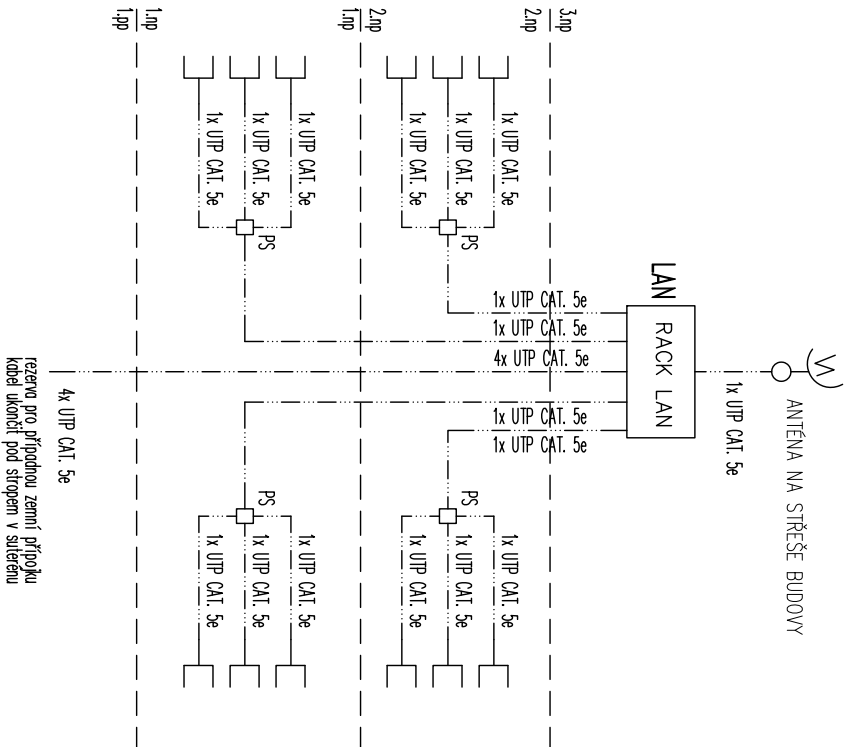 ANTÉNA NA STŘEŠE BUDOVY
1x UTP CAT. 5e
LAN
RACK LAN
3.np
2.np
1x UTP CAT. 5e
1x UTP CAT. 5e
4x UTP CAT. 5e
1x UTP CAT. 5e
1x UTP CAT. 5e
1x UTP CAT. 5e
1x UTP CAT. 5e
1x UTP CAT. 5e
PS
PS
1x UTP CAT. 5e
1x UTP CAT. 5e
1x UTP CAT. 5e
2.np
1.np
1x UTP CAT. 5e
1x UTP CAT. 5e
1x UTP CAT. 5e
PS
PS
1x UTP CAT. 5e
1x UTP CAT. 5e
1x UTP CAT. 5e
1.np
1.pp
4x UTP CAT. 5e
rezerva pro případnou zemní přípojku
kabel ukončit pod stropem v suterénu